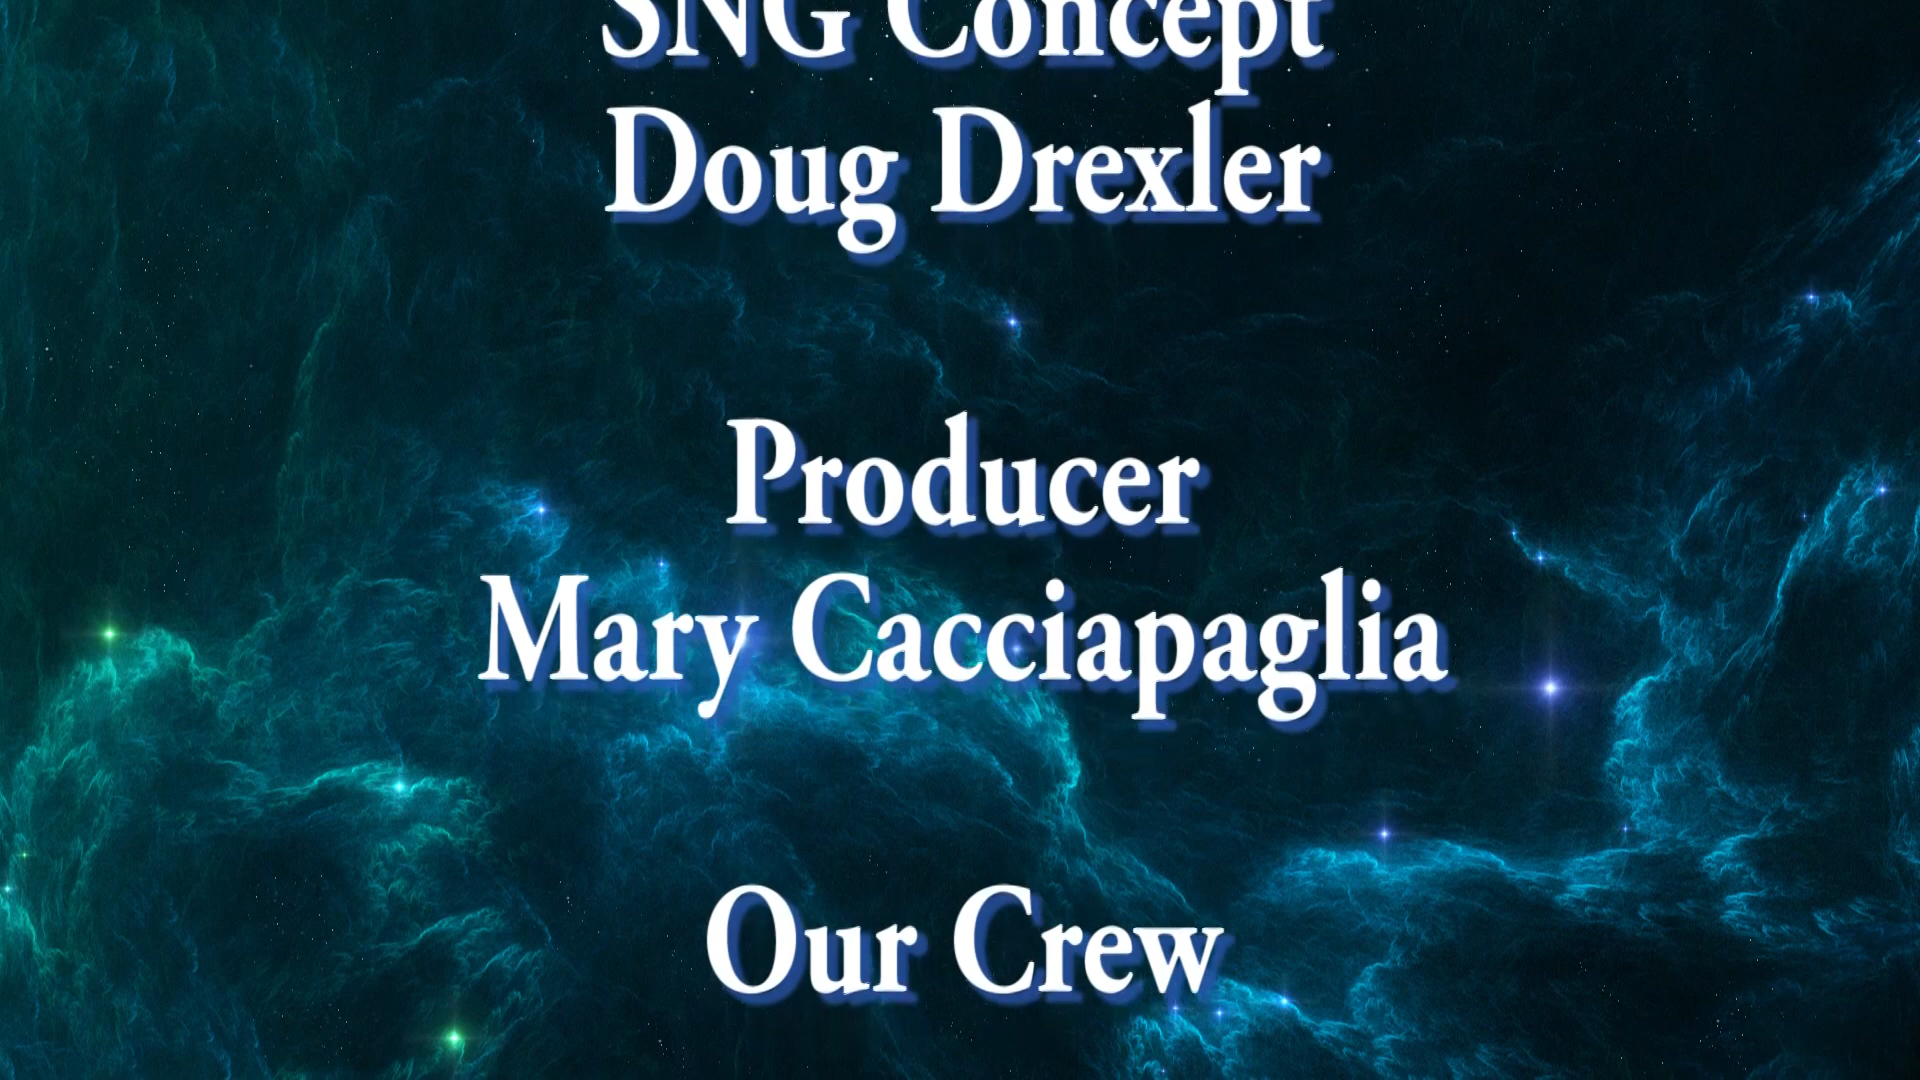 SNG Concept
Doug Drexler
Producer
Mary Cacciapaglia
Our Crew